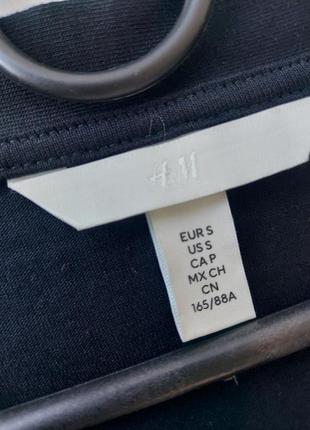 H&M
EUR S
US S
CA P
MX CH
CN
165/88A